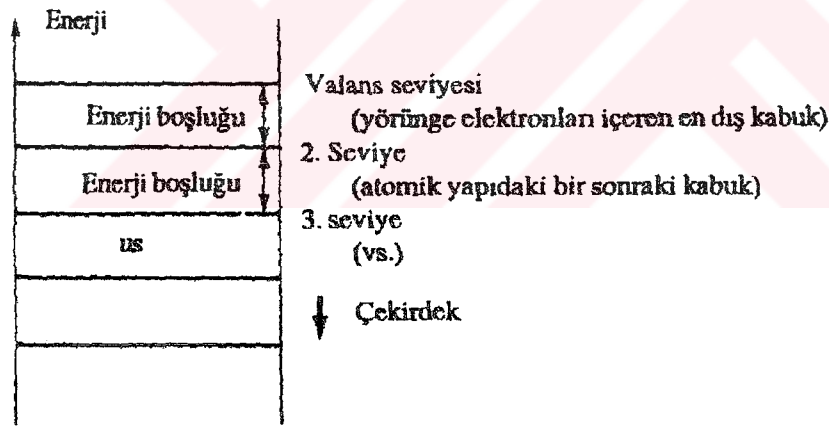 Enerji
Valans seviyesi
Enerji boşluğu
(yörünge elektronları içeren en dış kabuk)
2. Seviye
Enerji boşluğu
(atomik yapıdaki bir sonraki kabuk)
3. seviye
us
(vs.)
Çekirdek